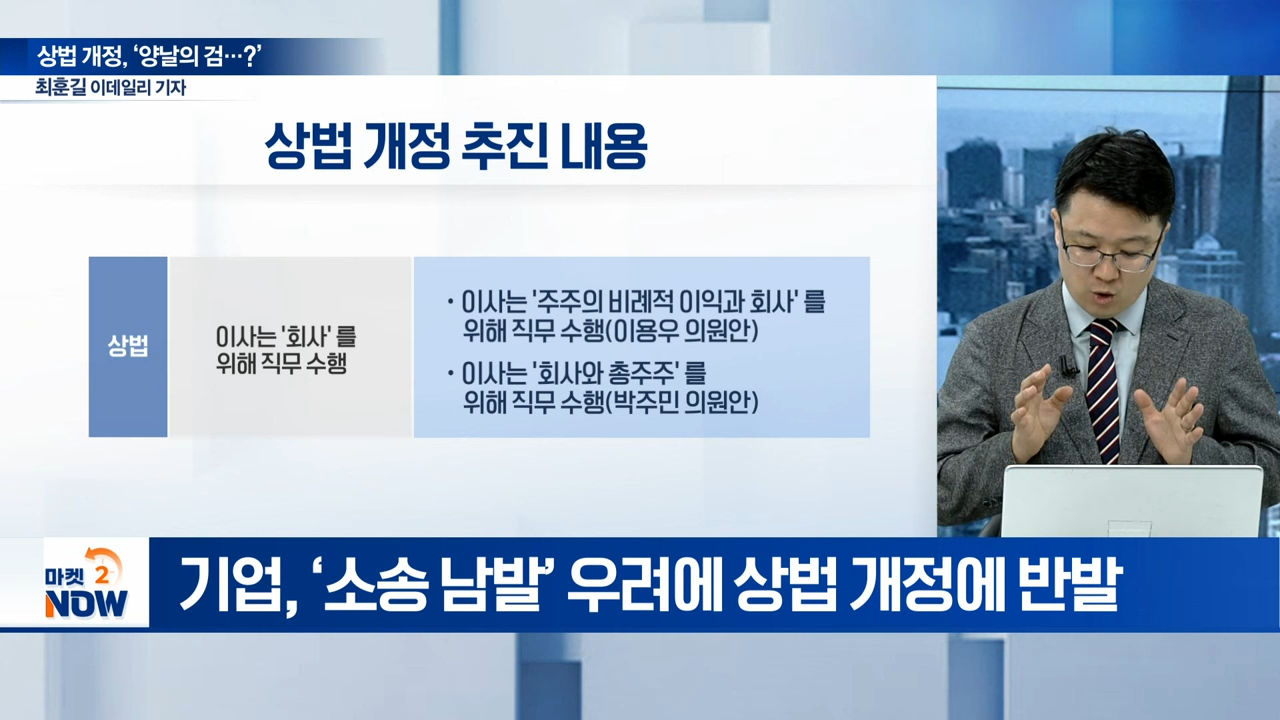 상법 개정, ‘양날의 검…?’
최훈길 이데일리 기자
상법 개정 추진 내용
상법
이사는 '회사' 를
위해 직무 수행
· 이사는 '주주의 비례적 이익과 회사' 를
위해 직무 수행(이용우 의원안)
· 이사는 '회사와 총주주' 를
위해 직무 수행(박주민 의원안)
마켓 2
NOW
기업, ‘소송 남발’ 우려에 상법 개정에 반발